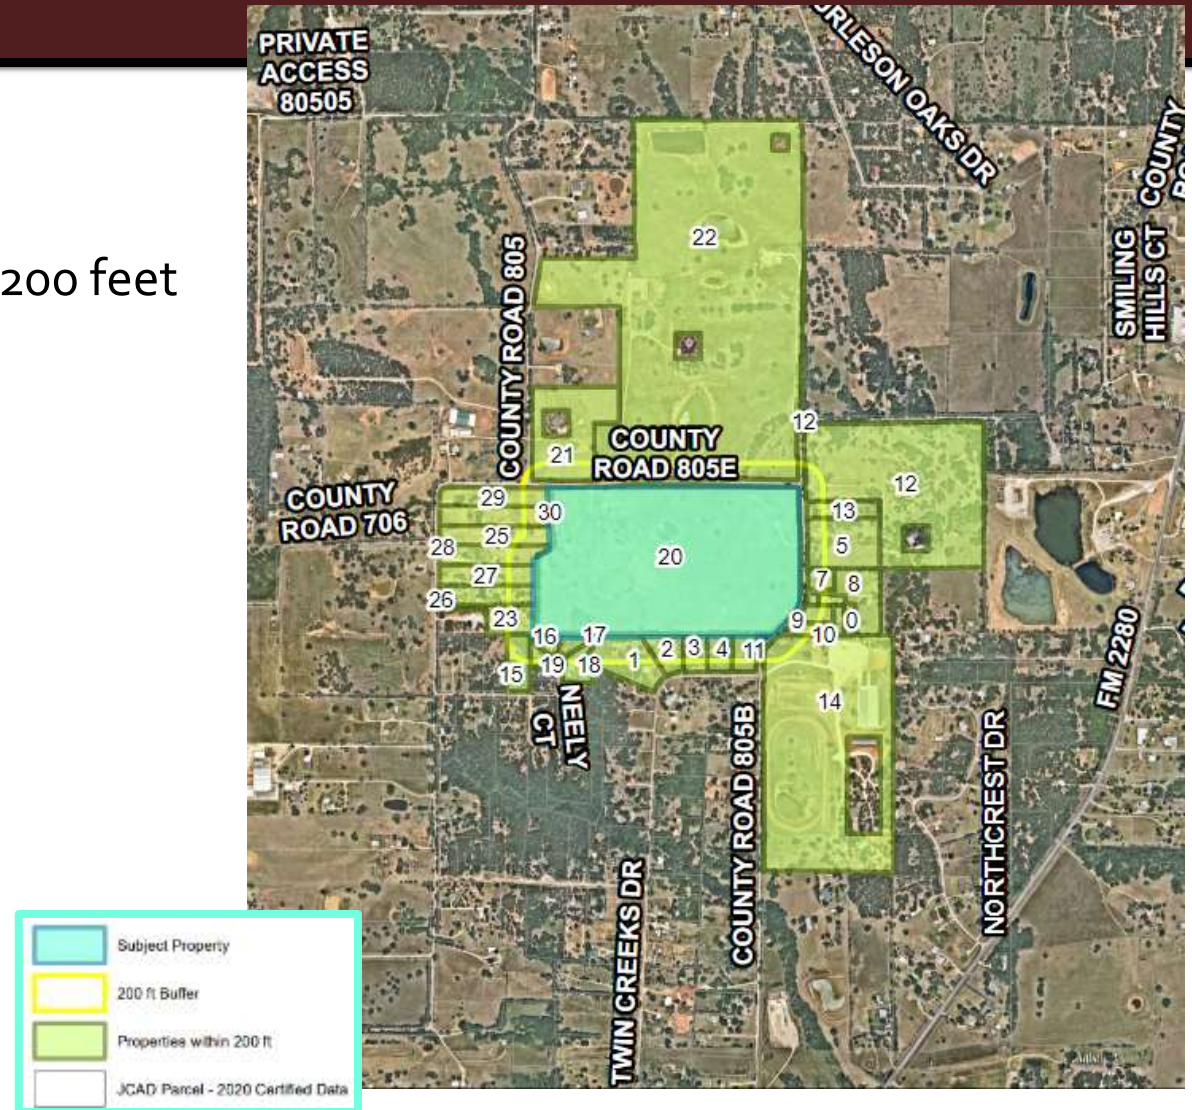 PRIVATE
ACCESS
80505
URLESON OAKS DR
COUNTY
SMILING
HILLS CT
200 feet
COUNTY ROAD 805
22
12
21
COUNTY
ROAD 805E
12
COUNTY
ROAD 706
29
30
13
25
28
20
5
27
7
8
26
23
9
0
10
16
17
15
19
18
1
2
3
4
11
14
NEELY
CT
FM 2280
COUNTY ROAD 805B
NORTHCREST DR
TWIN CREEKS DR
Subject Property
200 ft Buffer
Properties within 200 ft
JCAD Parcel - 2020 Certified Data